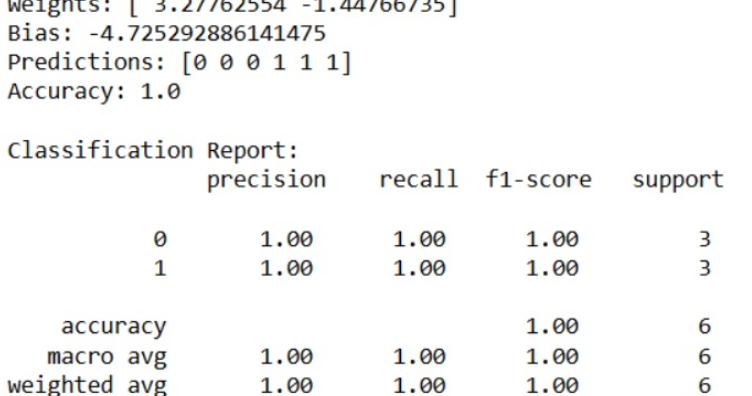 Weights: [ 3.27762554 -1.44766735]
Bias: -4.725292886141475
Predictions: [0 0 0 1 1 1]
Accuracy: 1.0
Classification Report:
precision recall f1-score support
0 1.00 1.00 1.00 3
1 1.00 1.00 1.00 3
accuracy 1.00 6
macro avg 1.00 1.00 1.00 6
weighted avg 1.00 1.00 1.00 6